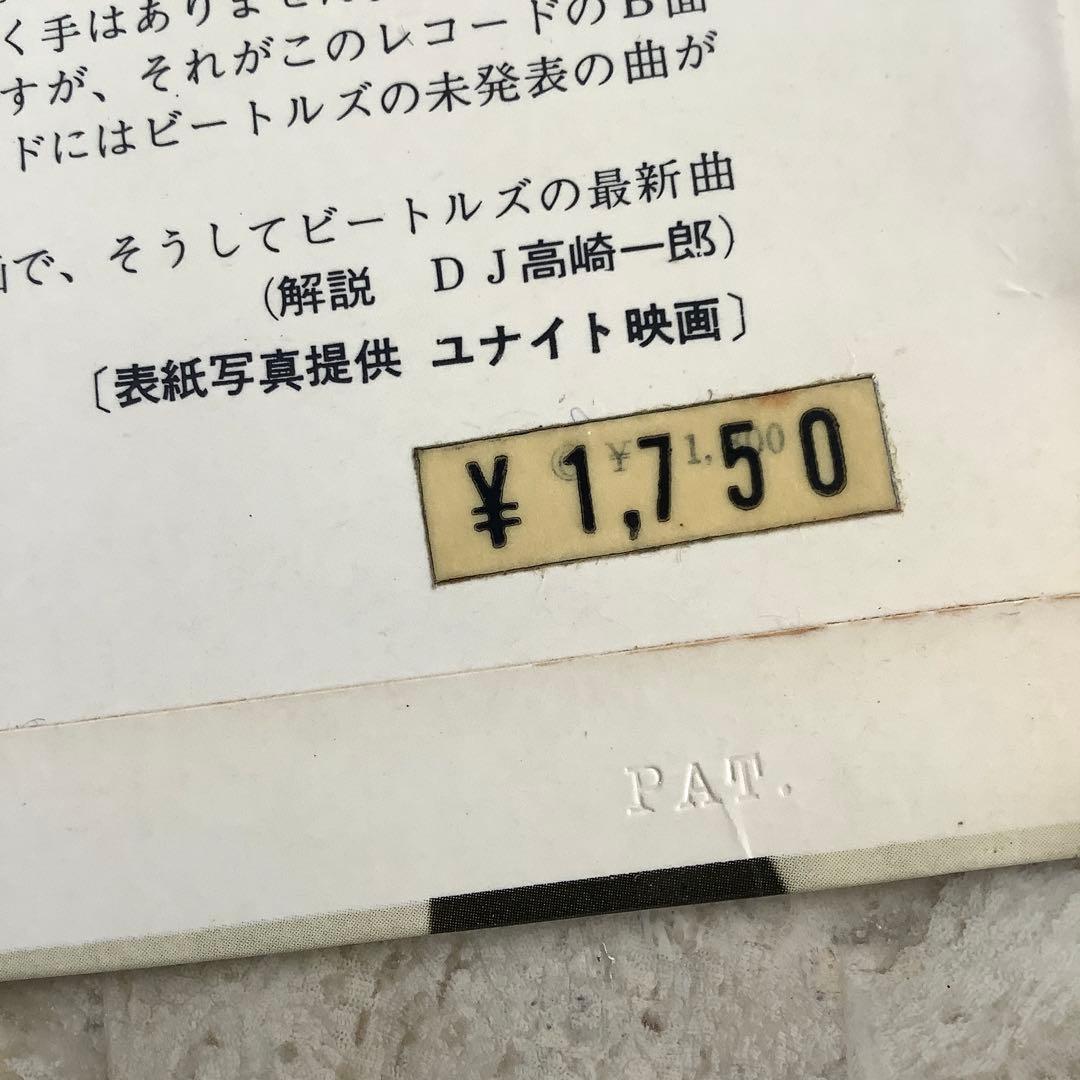 く手はありません
すが、それがこのレコードのB面
ドにはビートルズの未発表の曲が
で、そうしてビートルズの最新曲
(解説　DJ高崎一郎)
〔表紙写真提供 ユナイト映画〕
¥1,750
PAT.